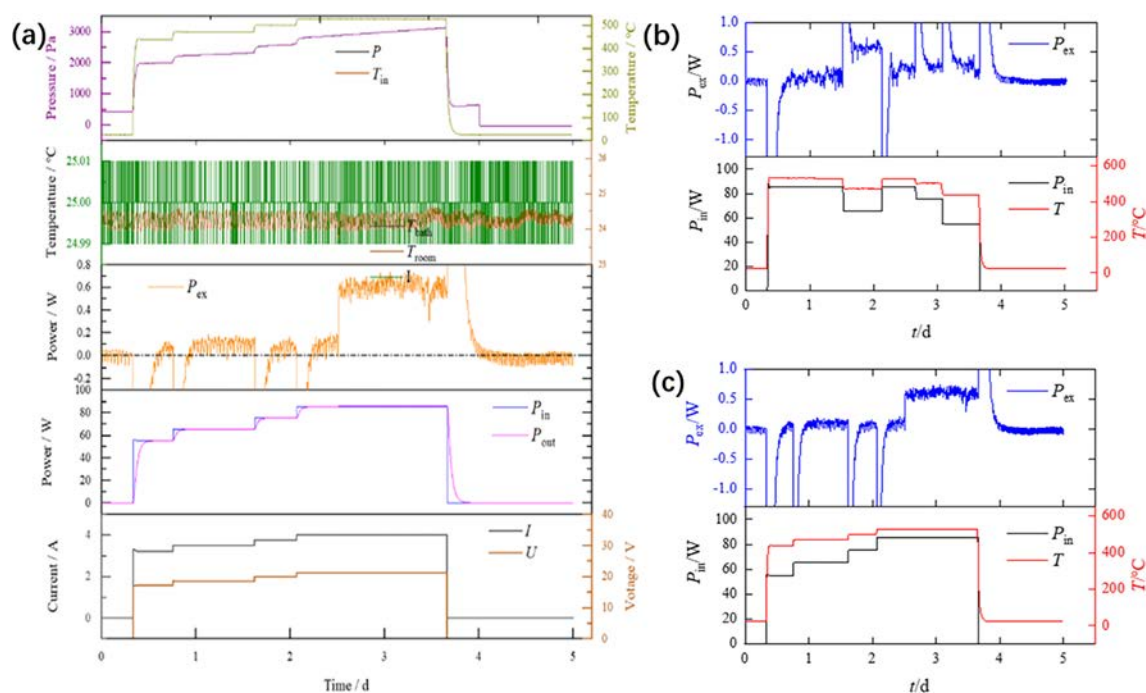 (a)
3000
2000
1000
0
Pressure / Pa
P
T_in
500
400
300
200
100
0
Temperature / °C
25.01
25.00
24.99
Temperature / °C
26
25
24
23
T_bath
T_room
0.8
0.6
0.4
0.2
0.0
-0.2
Power / W
P_ex
100
80
60
40
20
0
Power / W
P_in
P_out
4
2
0
Current / A
I
U
40
30
20
10
0
Votage / V
0 1 2 3 4 5
Time / d
(b)
1.0
0.5
0.0
-0.5
-1.0
P_ex/W
P_ex
100
80
60
40
20
0
P_in/W
P_in
T
600
400
200
0
T/°C
0 1 2 3 4 5
t/d
(c)
1.0
0.5
0.0
-0.5
-1.0
P_ex/W
P_ex
100
80
60
40
20
0
P_in/W
P_in
T
600
400
200
0
T/°C
0 1 2 3 4 5
t/d